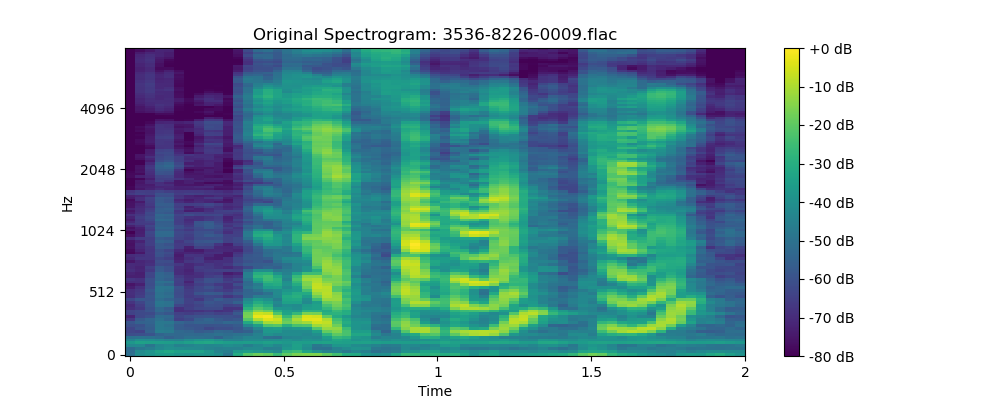 Original Spectrogram: 3536-8226-0009.flac
+0 dB
-10 dB
-20 dB
-30 dB
-40 dB
-50 dB
-60 dB
-70 dB
-80 dB
4096
2048
1024
512
0
Hz
0
0.5
1
1.5
2
Time